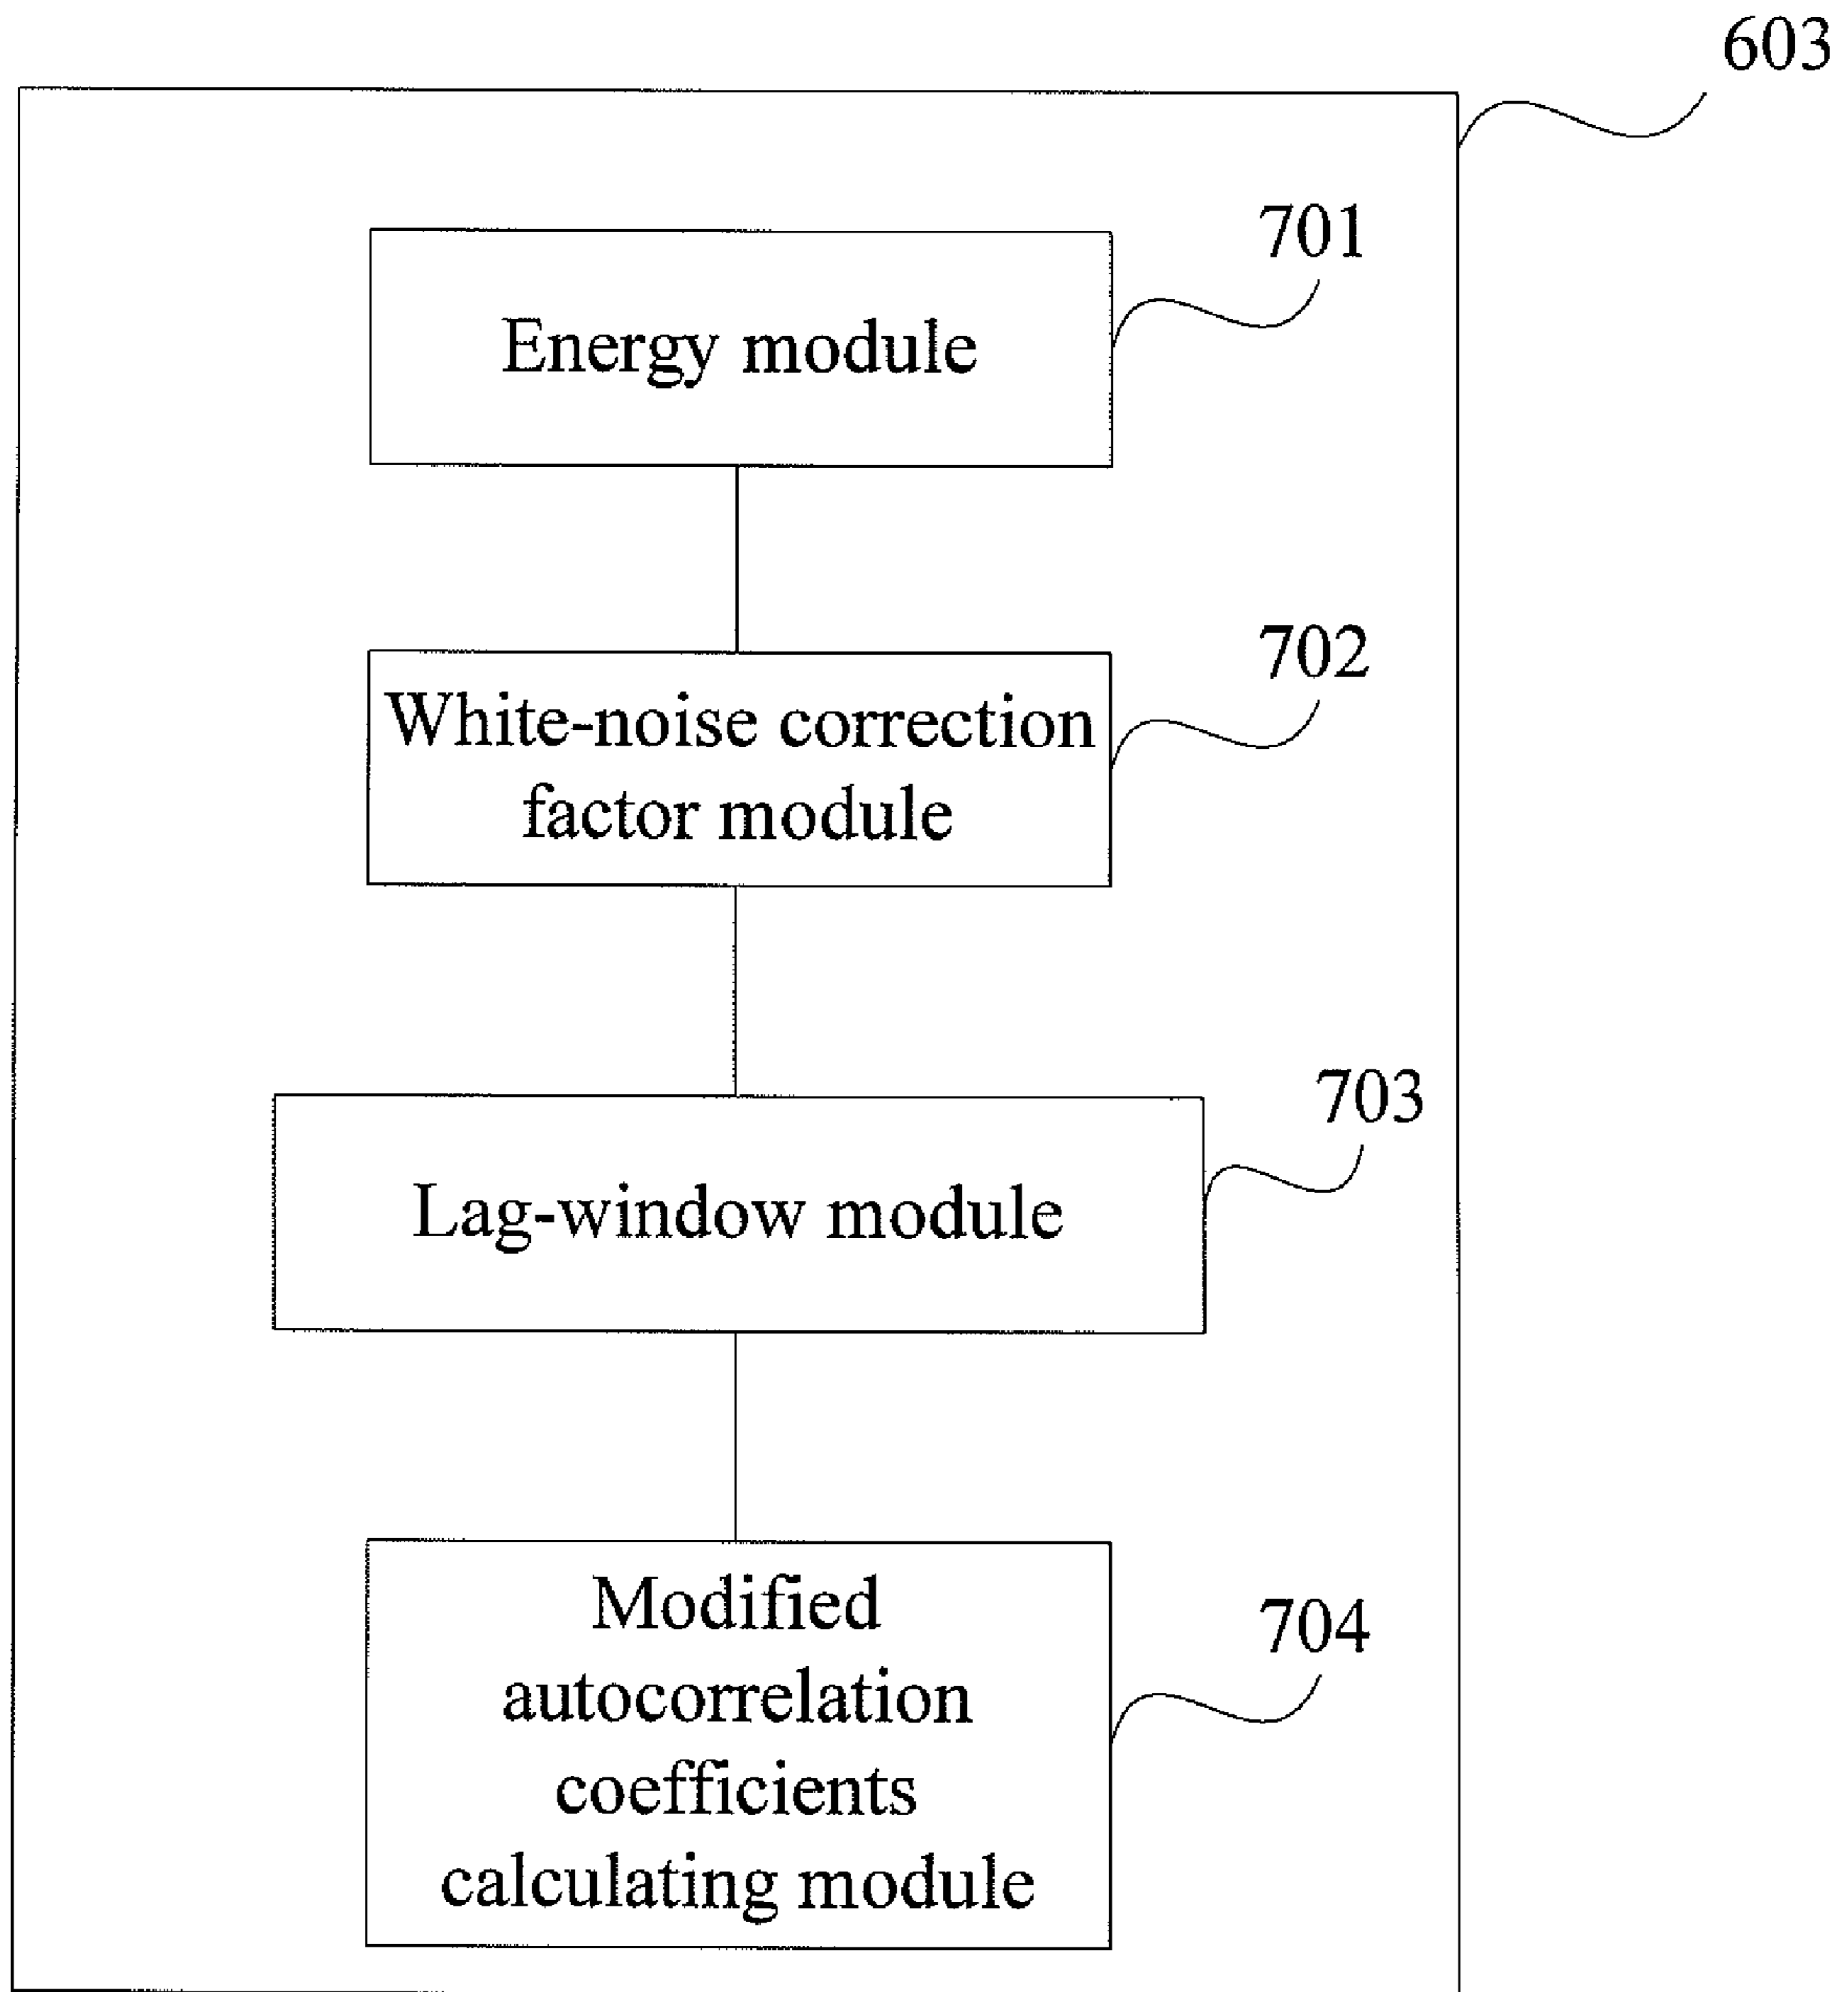 603
701
Energy module
702
White-noise correction
factor module
703
Lag-window module
704
Modified
autocorrelation
coefficients
calculating module